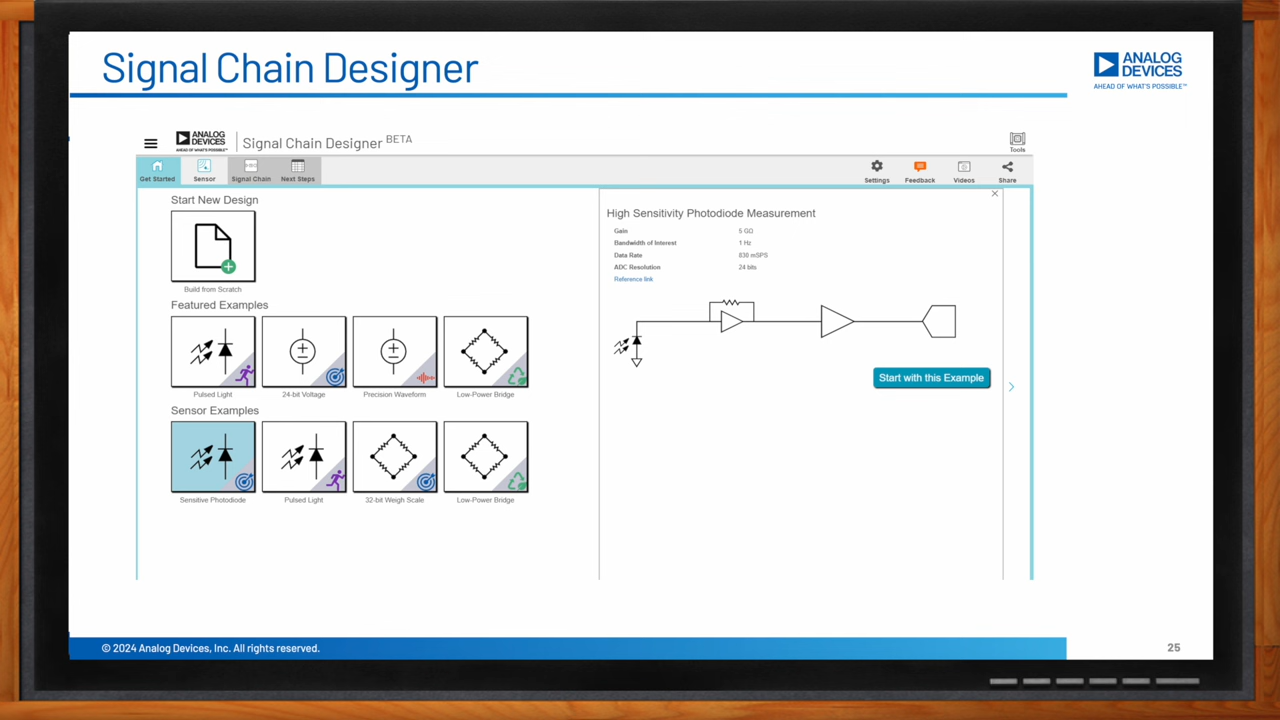 Signal Chain Designer
ANALOG DEVICES
AHEAD OF WHAT'S POSSIBLE™
ANALOG DEVICES
AHEAD OF WHAT'S POSSIBLE™
Signal Chain Designer BETA
Tools
Get Started
Sensor
Signal Chain
Next Steps
Settings
Feedback
Videos
Share
Start New Design
Build from Scratch
Featured Examples
Pulsed Light
24-bit Voltage
Precision Waveform
Low-Power Bridge
Sensor Examples
Sensitive Photodiode
Pulsed Light
32-bit Weigh Scale
Low-Power Bridge
High Sensitivity Photodiode Measurement
Gain 5 GΩ
Bandwidth of Interest 1 Hz
Data Rate 830 mSPS
ADC Resolution 24 bits
Reference link
Start with this Example
© 2024 Analog Devices, Inc. All rights reserved.
25